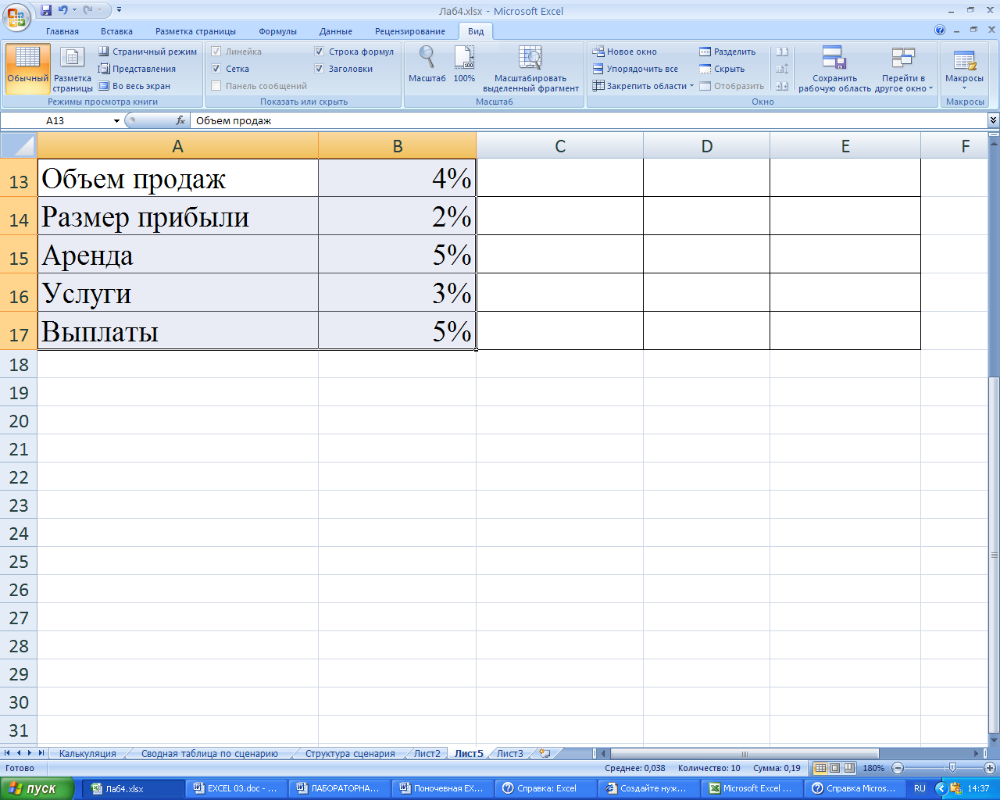 Лаб4.xlsx - Microsoft Excel
Главная Вставка Разметка страницы Формулы Данные Рецензирование Вид
Обычный
Разметка страницы
Страничный режим
Представления
Во весь экран
Режимы просмотра книги
Линейка
Сетка
Панель сообщений
Строка формул
Заголовки
Показать или скрыть
Масштаб
100%
Масштабировать выделенный фрагмент
Масштаб
Новое окно
Упорядочить все
Закрепить области
Разделить
Скрыть
Отобразить
Сохранить рабочую область
Перейти в другое окно
Окно
Макросы
Макросы
A13 fx Объем продаж
A B C D E F
13 Объем продаж 4%
14 Размер прибыли 2%
15 Аренда 5%
16 Услуги 3%
17 Выплаты 5%
18
19
20
21
22
23
24
25
26
27
28
29
30
31
Калькуляция Сводная таблица по сценарию Структура сценария Лист2 Лист5 Лист3
Готово Среднее: 0,038 Количество: 10 Сумма: 0,19 180%
пуск Лаб4.xlsx EXCEL 03.doc - ... ЛАБОРАТОРНА... Поночевная EX... Справка: Excel Создайте нуж... Microsoft Excel ... Справка Micros... RU 14:37